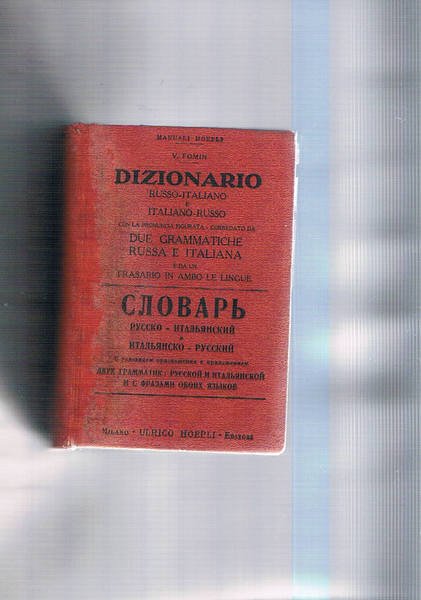 MANUALI HOEPLI
V. FOMIN
DIZIONARIO
RUSSO-ITALIANO
E
ITALIANO-RUSSO
CON LA PRONUNCIA FIGURATA - CORREDATO DA
DUE GRAMMATICHE
RUSSA E ITALIANA
E DA UN
FRASARIO IN AMBO LE LINGUE
СЛОВАРЬ
РУССКО - ИТАЛЬЯНСКИЙ
и
ИТАЛЬЯНСКО - РУССКИЙ
ДВУХ ГРАММАТИК: РУССКОЙ И ИТАЛЬЯНСКОЙ
И С ФРАЗАМИ ОБОИХ ЯЗЫКОВ
MILANO - ULRICO HOEPLI - EDITORE